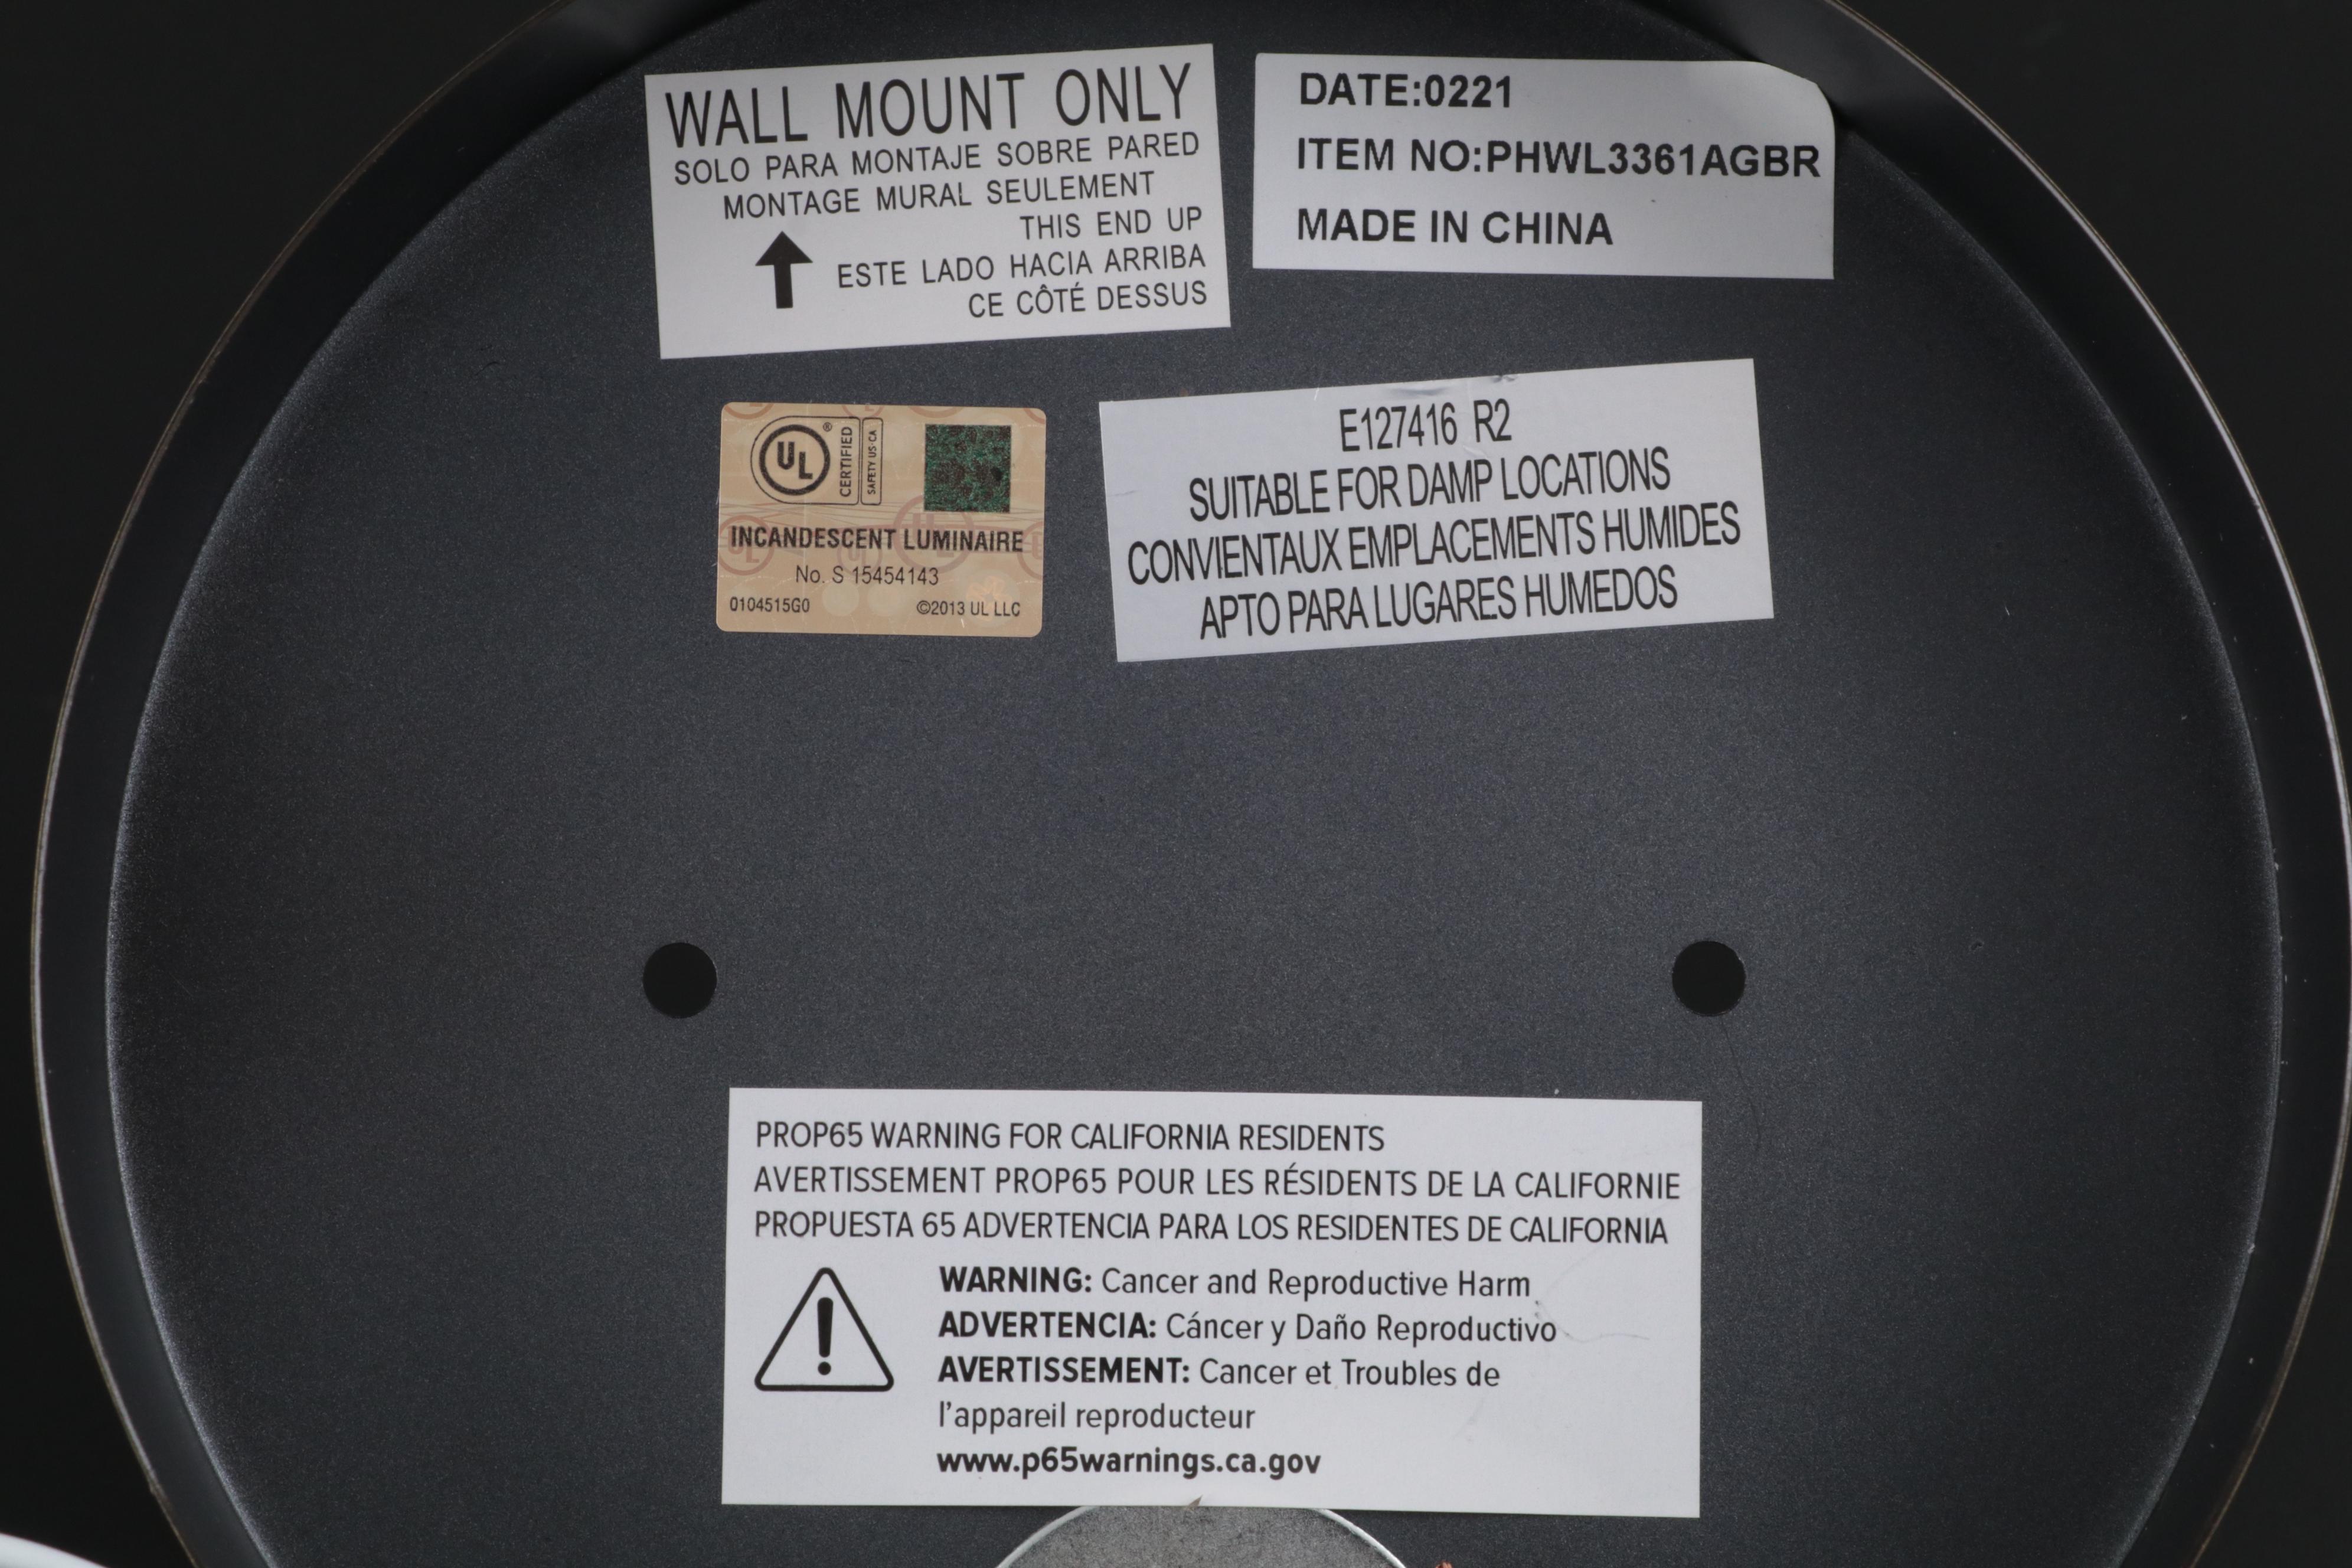 WALL MOUNT ONLY
SOLO PARA MONTAJE SOBRE PARED
MONTAGE MURAL SEULEMENT
THIS END UP
ESTE LADO HACIA ARRIBA
CE CÔTÉ DESSUS
DATE:0221
ITEM NO:PHWL3361AGBR
MADE IN CHINA
UL ®
CERTIFIED
SAFETY US CA
INCANDESCENT LUMINAIRE
No. S 15454143
0104515G0 ©2013 UL LLC
E127416 R2
SUITABLE FOR DAMP LOCATIONS
CONVIENTAUX EMPLACEMENTS HUMIDES
APTO PARA LUGARES HUMEDOS
PROP65 WARNING FOR CALIFORNIA RESIDENTS
AVERTISSEMENT PROP65 POUR LES RÉSIDENTS DE LA CALIFORNIE
PROPUESTA 65 ADVERTENCIA PARA LOS RESIDENTES DE CALIFORNIA
WARNING: Cancer and Reproductive Harm
ADVERTENCIA: Cáncer y Daño Reproductivo
AVERTISSEMENT: Cancer et Troubles de
l'appareil reproducteur
www.p65warnings.ca.gov